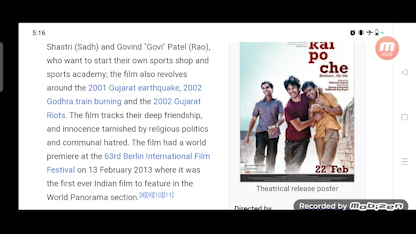 5:16
Shastri (Sadh) and Govind 'Govi' Patel (Rao),
who want to start their own sports shop and
sports academy; the film also revolves
around the 2001 Gujarat earthquake, 2002
Godhra train burning and the 2002 Gujarat
Riots. The film tracks their deep friendship,
and innocence tarnished by religious politics
and communal hatred. The film had a world
premiere at the 63rd Berlin International Film
Festival on 13 February 2013 where it was
the first ever Indian film to feature in the
World Panorama section.[8][9][10][11]
kai
po
che
22nd Feb
Theatrical release poster
Directed by
Recorded by mobizen